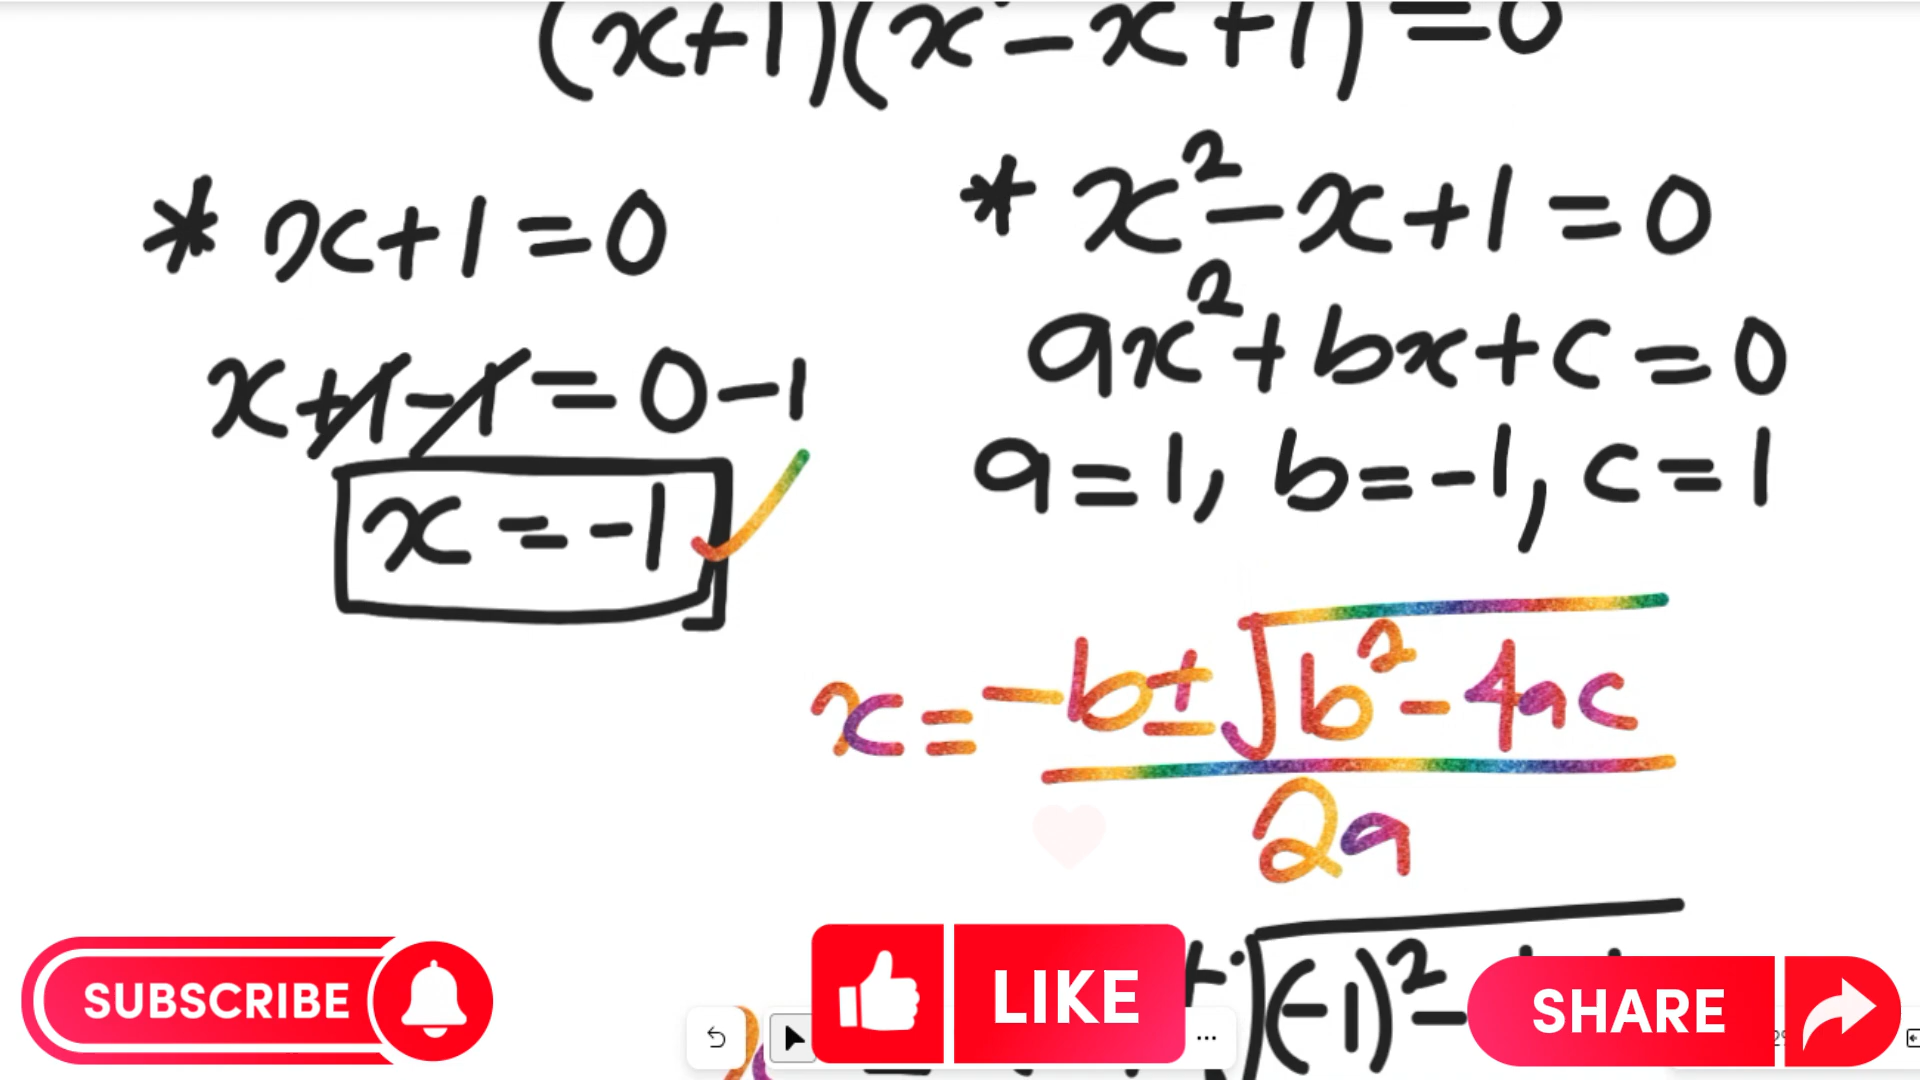 (x+1)(x²-x+1)=0
* x+1=0
* x²-x+1=0
x+1-1=0-1
ax²+bx+c=0
x=-1
a=1, b=-1, c=1
x=-b±√b²-4ac
2a
(-1)²-
SUBSCRIBE
LIKE
SHARE